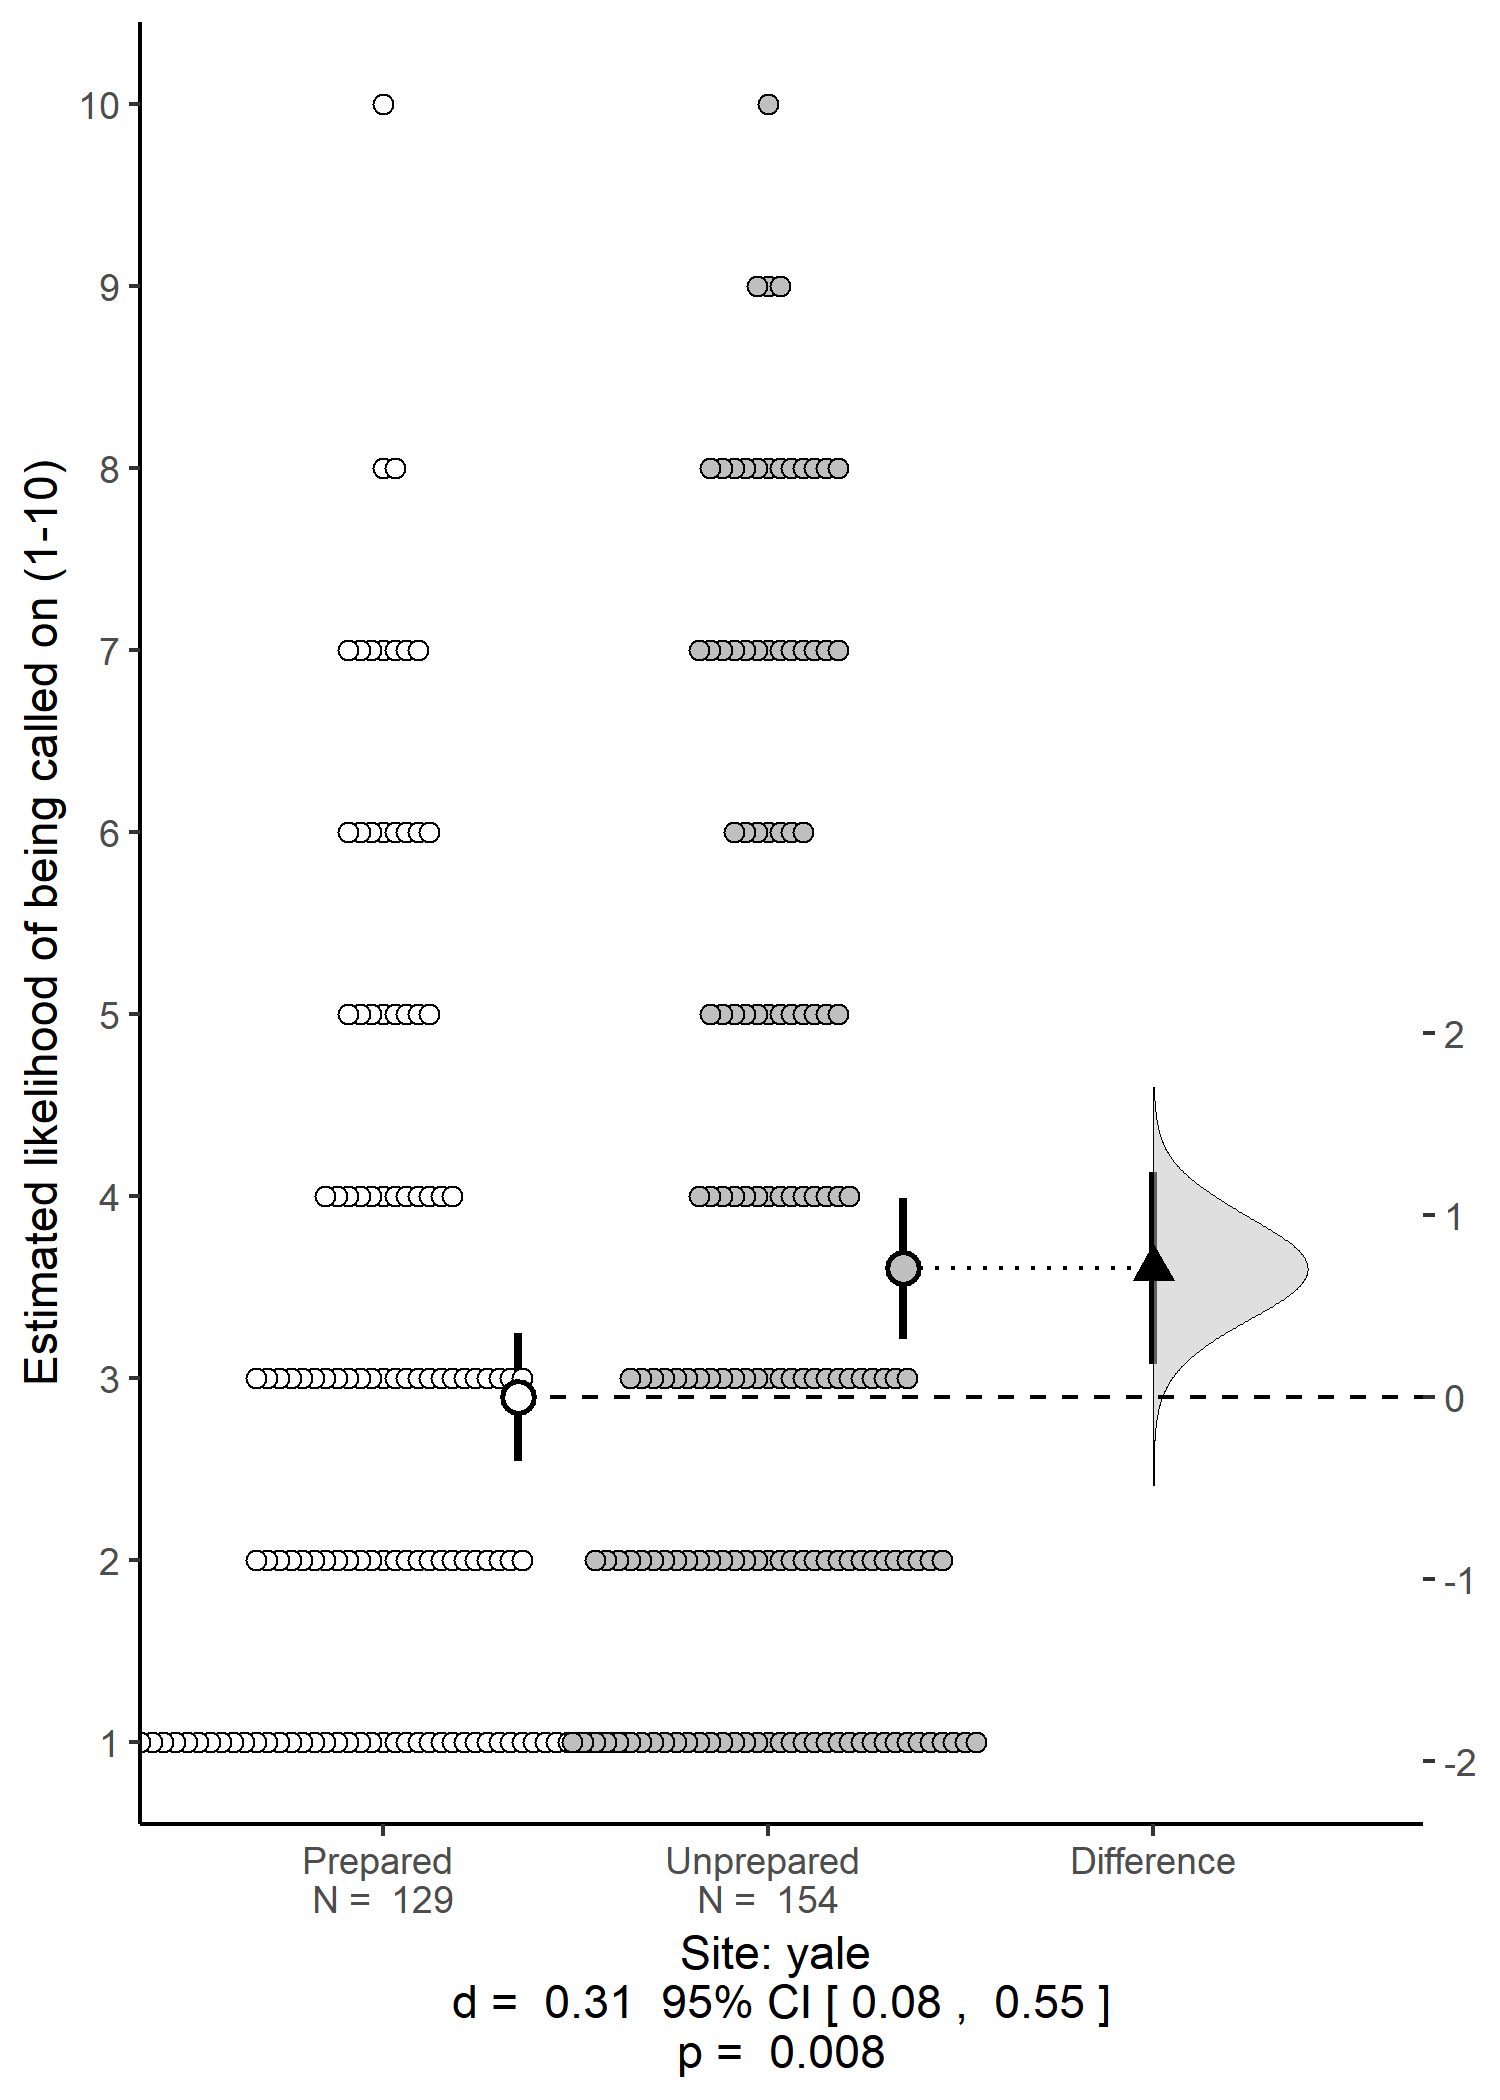 Estimated likelihood of being called on (1-10)
10
9
8
7
6
5
4
3
2
1
2
1
0
-1
-2
Prepared
N = 129
Unprepared
N = 154
Difference
Site: yale
d = 0.31 95% CI [ 0.08 , 0.55 ]
p = 0.008